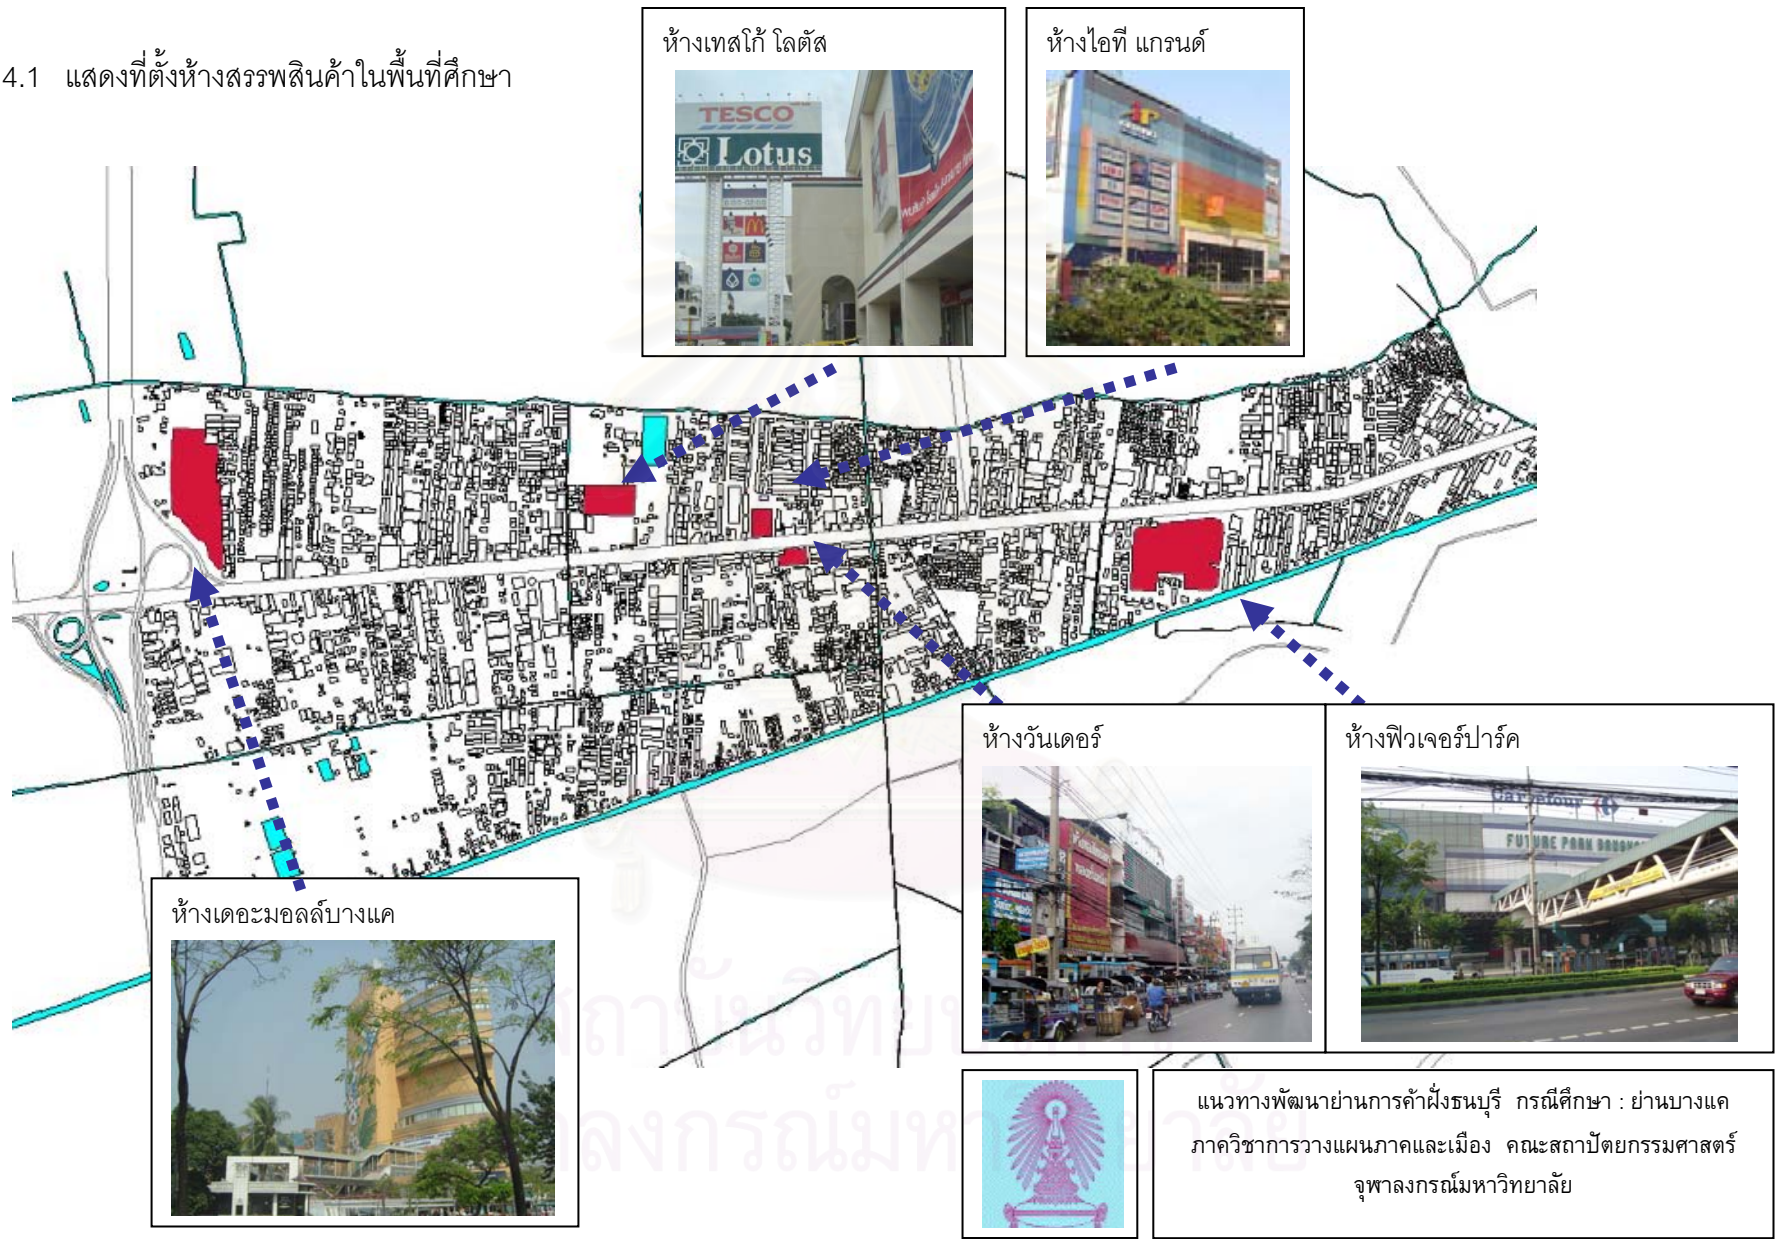 4.1 แสดงที่ตั้งห้างสรรพสินค้าในพื้นที่ศึกษา
ห้างเทสโก้ โลตัส
TESCO
Lotus
ห้างไอที แกรนด์
ห้างวันเดอร์
ห้างฟิวเจอร์ปาร์ค
Carrefour
FUTURE PARK
ห้างเดอะมอลล์บางแค
แนวทางพัฒนาย่านการค้าฝั่งธนบุรี กรณีศึกษา : ย่านบางแค
ภาควิชาการวางแผนภาคและเมือง คณะสถาปัตยกรรมศาสตร์
จุฬาลงกรณ์มหาวิทยาลัย